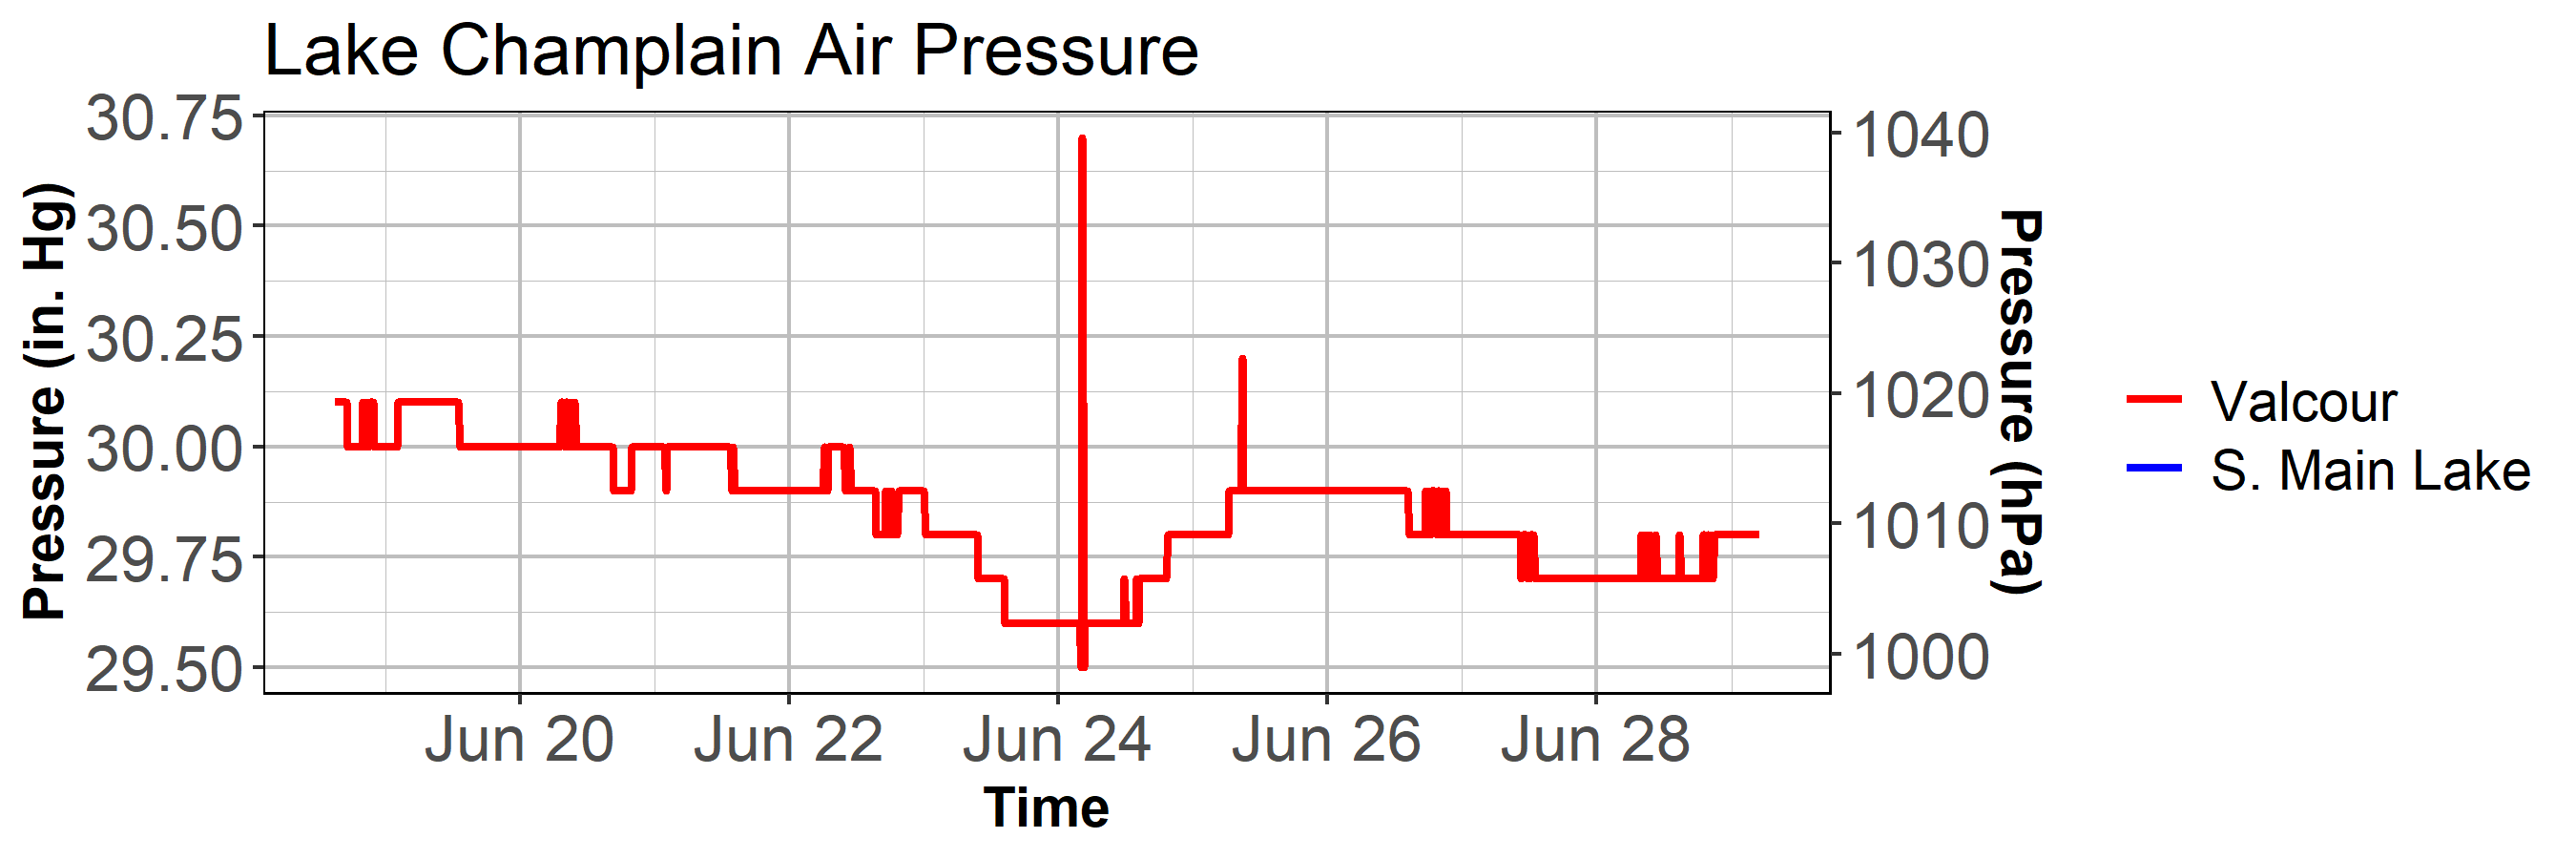 Lake Champlain Air Pressure
Pressure (in. Hg)
30.75
30.50
30.25
30.00
29.75
29.50
1040
1030
1020
1010
1000
Pressure (hPa)
Jun 20 Jun 22 Jun 24 Jun 26 Jun 28
Time
Valcour
S. Main Lake